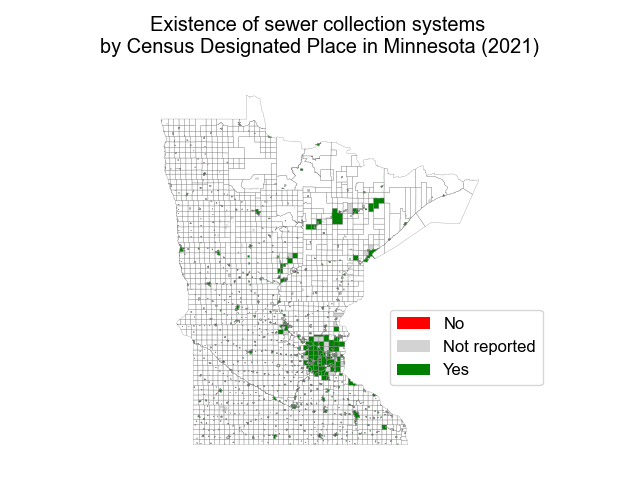 Existence of sewer collection systems
by Census Designated Place in Minnesota (2021)
No
Not reported
Yes